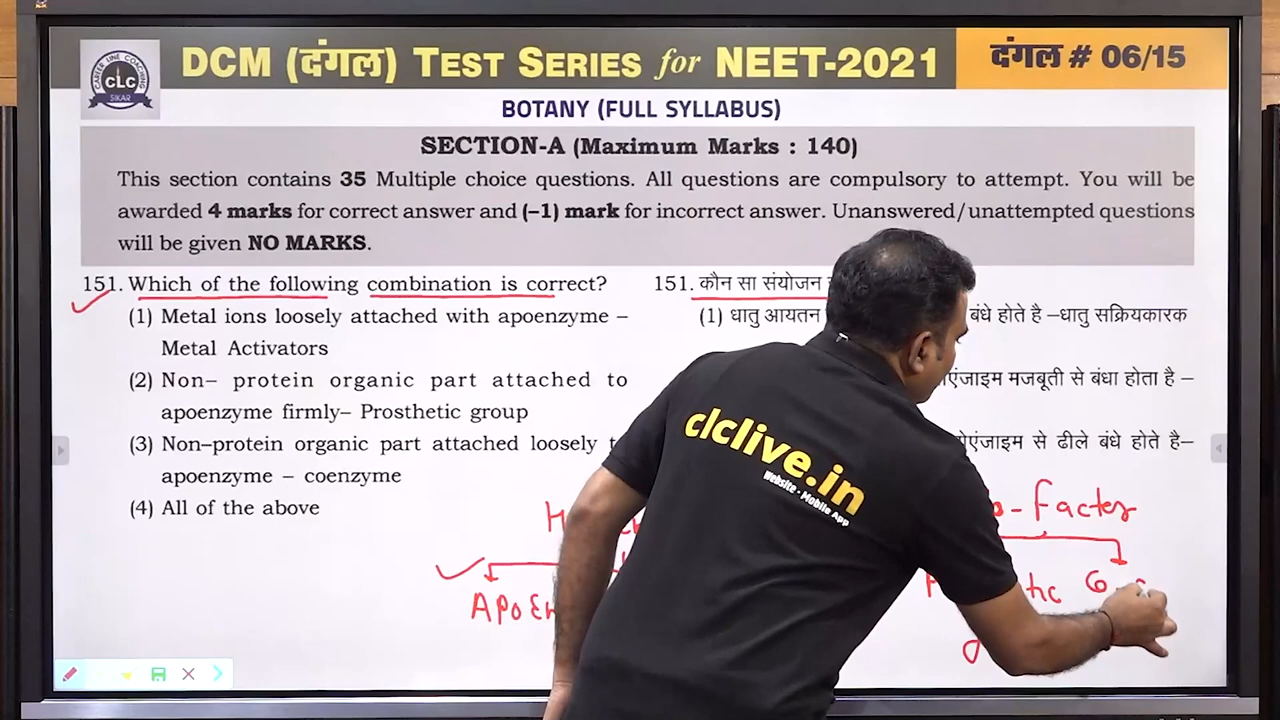 DCM (दंगल) TEST SERIES for NEET-2021
दंगल # 06/15
CAREER LINE COACHING
CLC
SIKAR
BOTANY (FULL SYLLABUS)
SECTION-A (Maximum Marks : 140)
This section contains 35 Multiple choice questions. All questions are compulsory to attempt. You will be
awarded 4 marks for correct answer and (–1) mark for incorrect answer. Unanswered/unattempted questions
will be given NO MARKS.
151. Which of the following combination is correct?
(1) Metal ions loosely attached with apoenzyme –
Metal Activators
(2) Non– protein organic part attached to
apoenzyme firmly– Prosthetic group
(3) Non–protein organic part attached loosely
apoenzyme – coenzyme
(4) All of the above
151. कौन सा संयोजन
(1) धातु आयतन
बंधे होते है –धातु सक्रियकारक
मजबूती से बंधा होता है –
से ढीले बंधे होते है–
Factor
clclive.in
Website - Mobile App